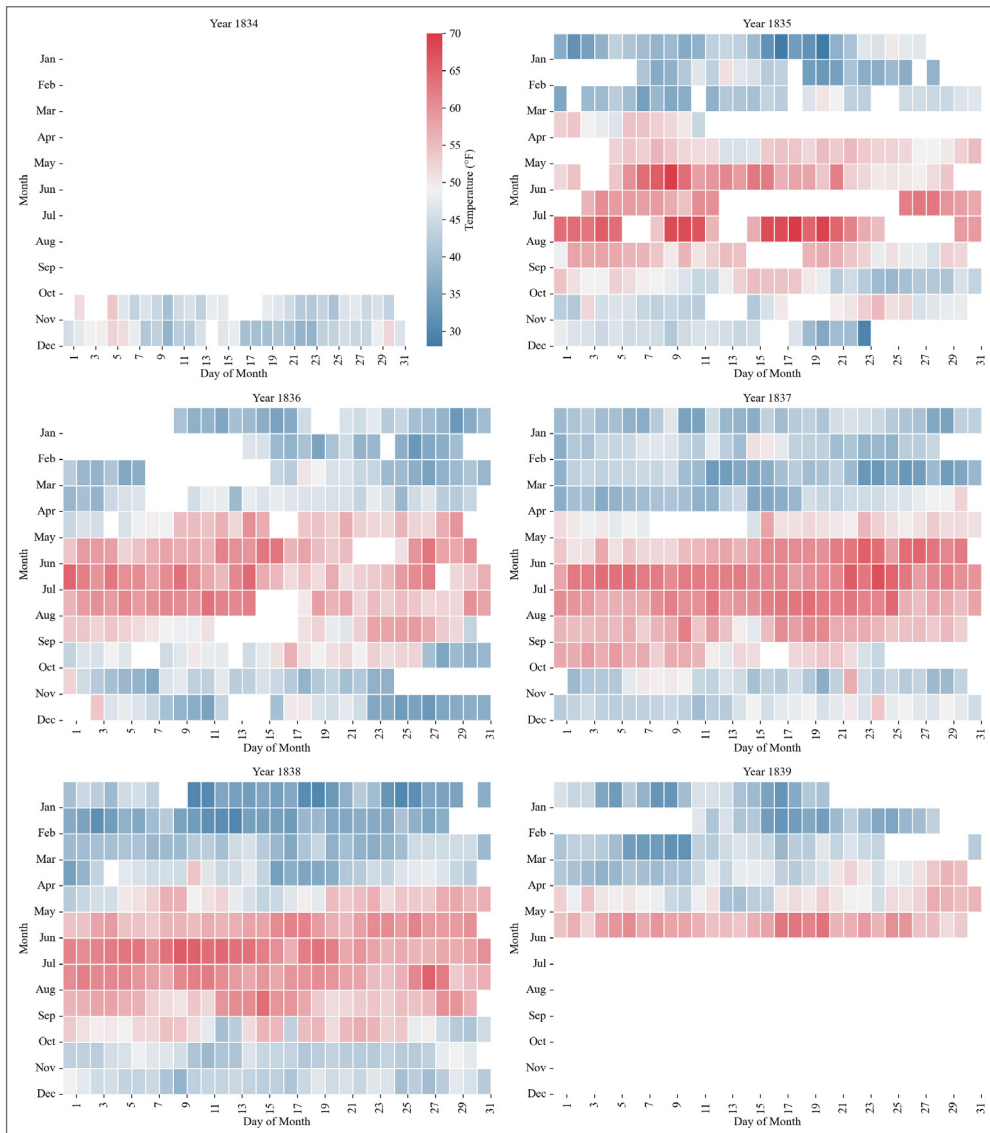 Year 1834
Jan
Feb
Mar
Apr
May
Jun
Jul
Aug
Sep
Oct
Nov
Dec
Month
1 3 5 7 9 11 13 15 17 19 21 23 25 27 29 31
Day of Month
70
65
60
55
50
45
40
35
30
Temperature (°F)
Year 1835
Jan
Feb
Mar
Apr
May
Jun
Jul
Aug
Sep
Oct
Nov
Dec
Month
1 3 5 7 9 11 13 15 17 19 21 23 25 27 29 31
Day of Month
Year 1836
Jan
Feb
Mar
Apr
May
Jun
Jul
Aug
Sep
Oct
Nov
Dec
Month
1 3 5 7 9 11 13 15 17 19 21 23 25 27 29 31
Day of Month
Year 1837
Jan
Feb
Mar
Apr
May
Jun
Jul
Aug
Sep
Oct
Nov
Dec
Month
1 3 5 7 9 11 13 15 17 19 21 23 25 27 29 31
Day of Month
Year 1838
Jan
Feb
Mar
Apr
May
Jun
Jul
Aug
Sep
Oct
Nov
Dec
Month
1 3 5 7 9 11 13 15 17 19 21 23 25 27 29 31
Day of Month
Year 1839
Jan
Feb
Mar
Apr
May
Jun
Jul
Aug
Sep
Oct
Nov
Dec
Month
1 3 5 7 9 11 13 15 17 19 21 23 25 27 29 31
Day of Month